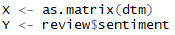 X <- as.matrix(dtm)
Y <- review$sentiment